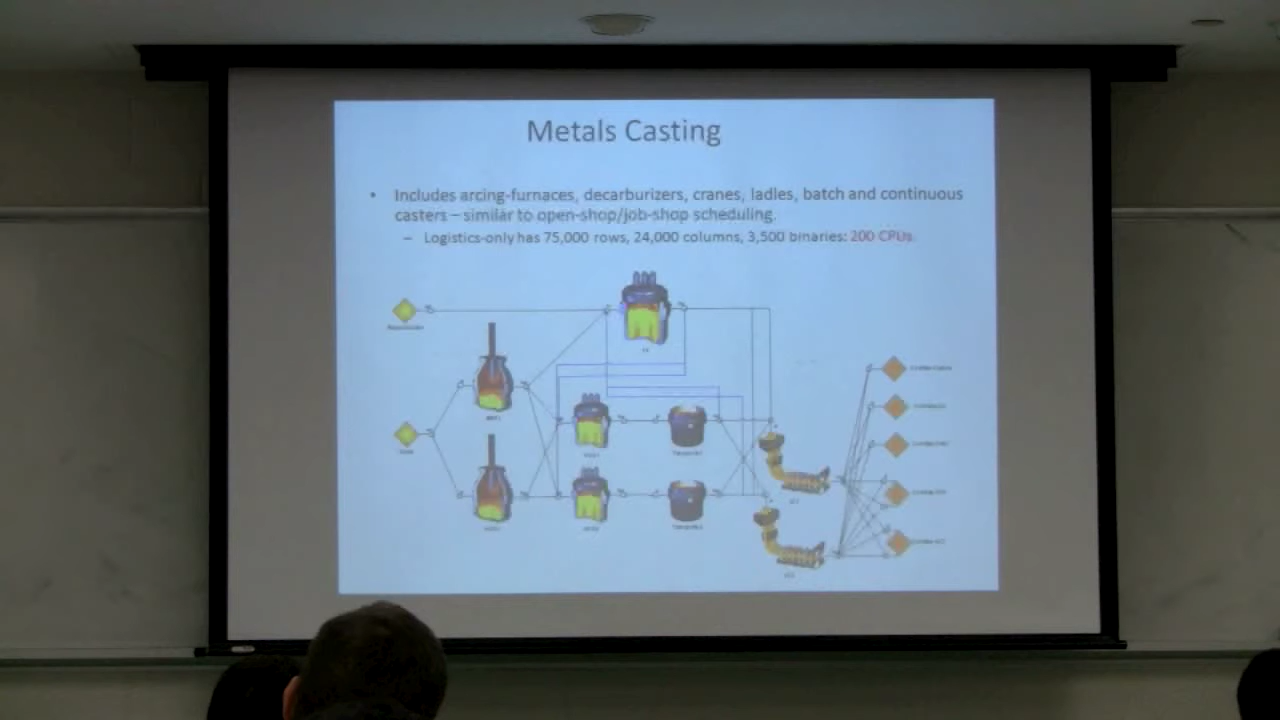 Metals Casting
• Includes arcing-furnaces, decarburizers, cranes, ladles, batch and continuous
casters – similar to open-shop/job-shop scheduling.
– Logistics-only has 75,000 rows, 24,000 columns, 3,500 binaries: 200 CPUs.